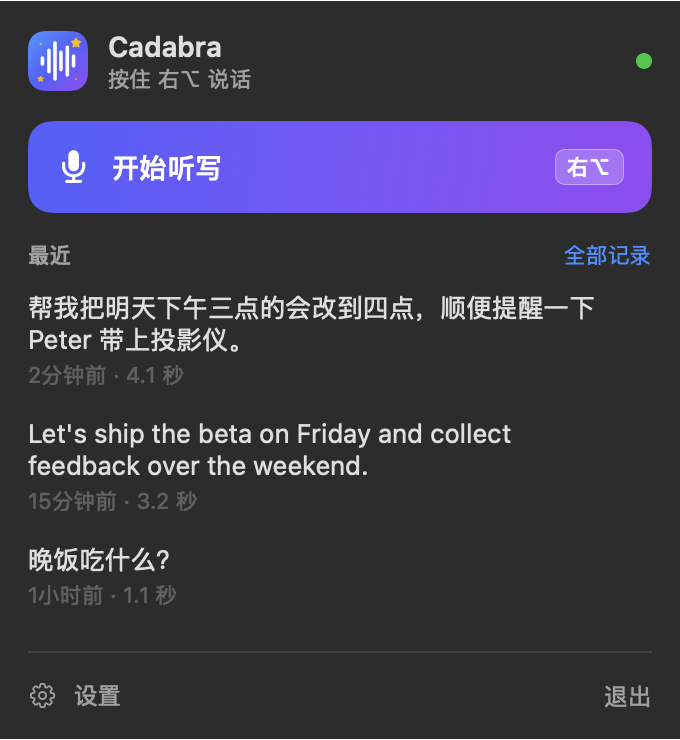 Cadabra
按住 右⌥ 说话
开始听写 右⌥
最近 全部记录
帮我把明天下午三点的会改到四点，顺便提醒一下
Peter 带上投影仪。
2分钟前 · 4.1 秒
Let's ship the beta on Friday and collect
feedback over the weekend.
15分钟前 · 3.2 秒
晚饭吃什么？
1小时前 · 1.1 秒
设置 退出